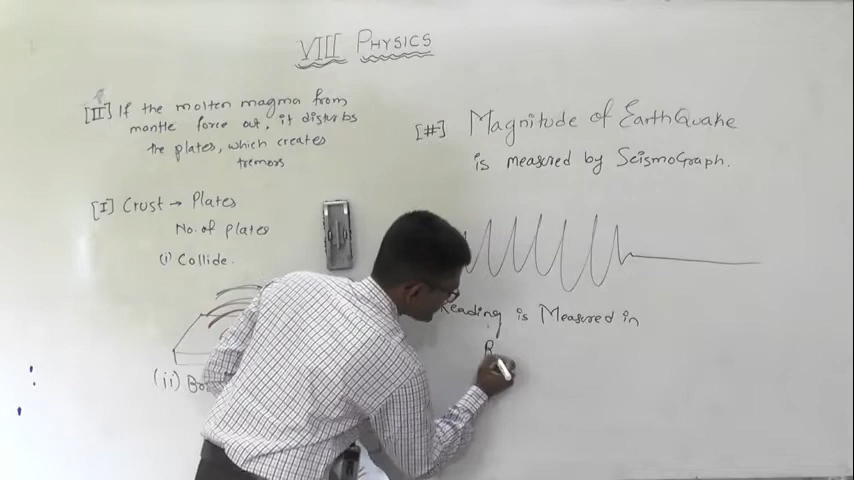 VIII PHYSICS
[II] If the molten magma from
mantle force out, it disturbs
the plates, which creates
tremors
[I] Crust → Plates
No. of plates
(i) Collide.
(ii)
[#] Magnitude of EarthQuake
is measured by SeismoGraph.
Reading is Measured in
R